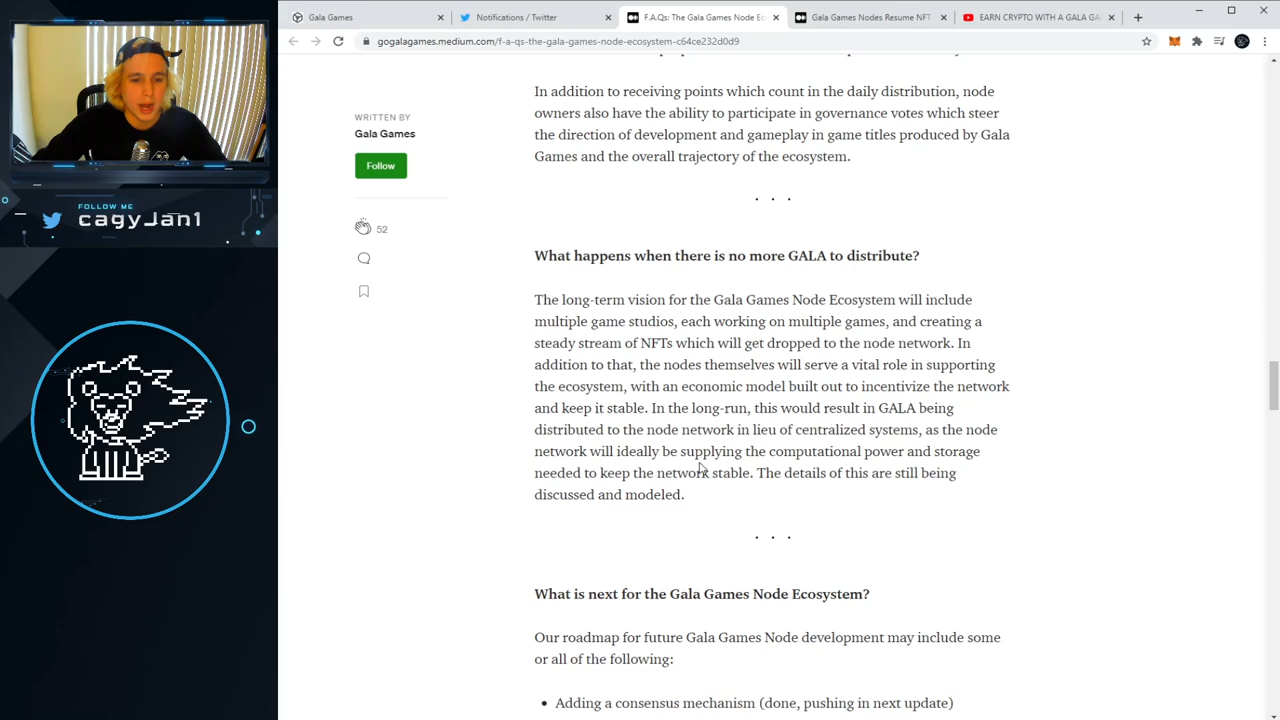 Gala Games
Notifications / Twitter
F.A.Qs: The Gala Games Node Ec
Gala Games Nodes Resume NFT
EARN CRYPTO WITH A GALA GA
gogalagames.medium.com/f-a-qs-the-gala-games-node-ecosystem-c64ce232d0d9
In addition to receiving points which count in the daily distribution, node
owners also have the ability to participate in governance votes which steer
the direction of development and gameplay in game titles produced by Gala
Games and the overall trajectory of the ecosystem.
WRITTEN BY
Gala Games
Follow
52
FOLLOW ME
cagyJan1
. . .
What happens when there is no more GALA to distribute?
The long-term vision for the Gala Games Node Ecosystem will include
multiple game studios, each working on multiple games, and creating a
steady stream of NFTs which will get dropped to the node network. In
addition to that, the nodes themselves will serve a vital role in supporting
the ecosystem, with an economic model built out to incentivize the network
and keep it stable. In the long-run, this would result in GALA being
distributed to the node network in lieu of centralized systems, as the node
network will ideally be supplying the computational power and storage
needed to keep the network stable. The details of this are still being
discussed and modeled.
. . .
What is next for the Gala Games Node Ecosystem?
Our roadmap for future Gala Games Node development may include some
or all of the following:
• Adding a consensus mechanism (done, pushing in next update)